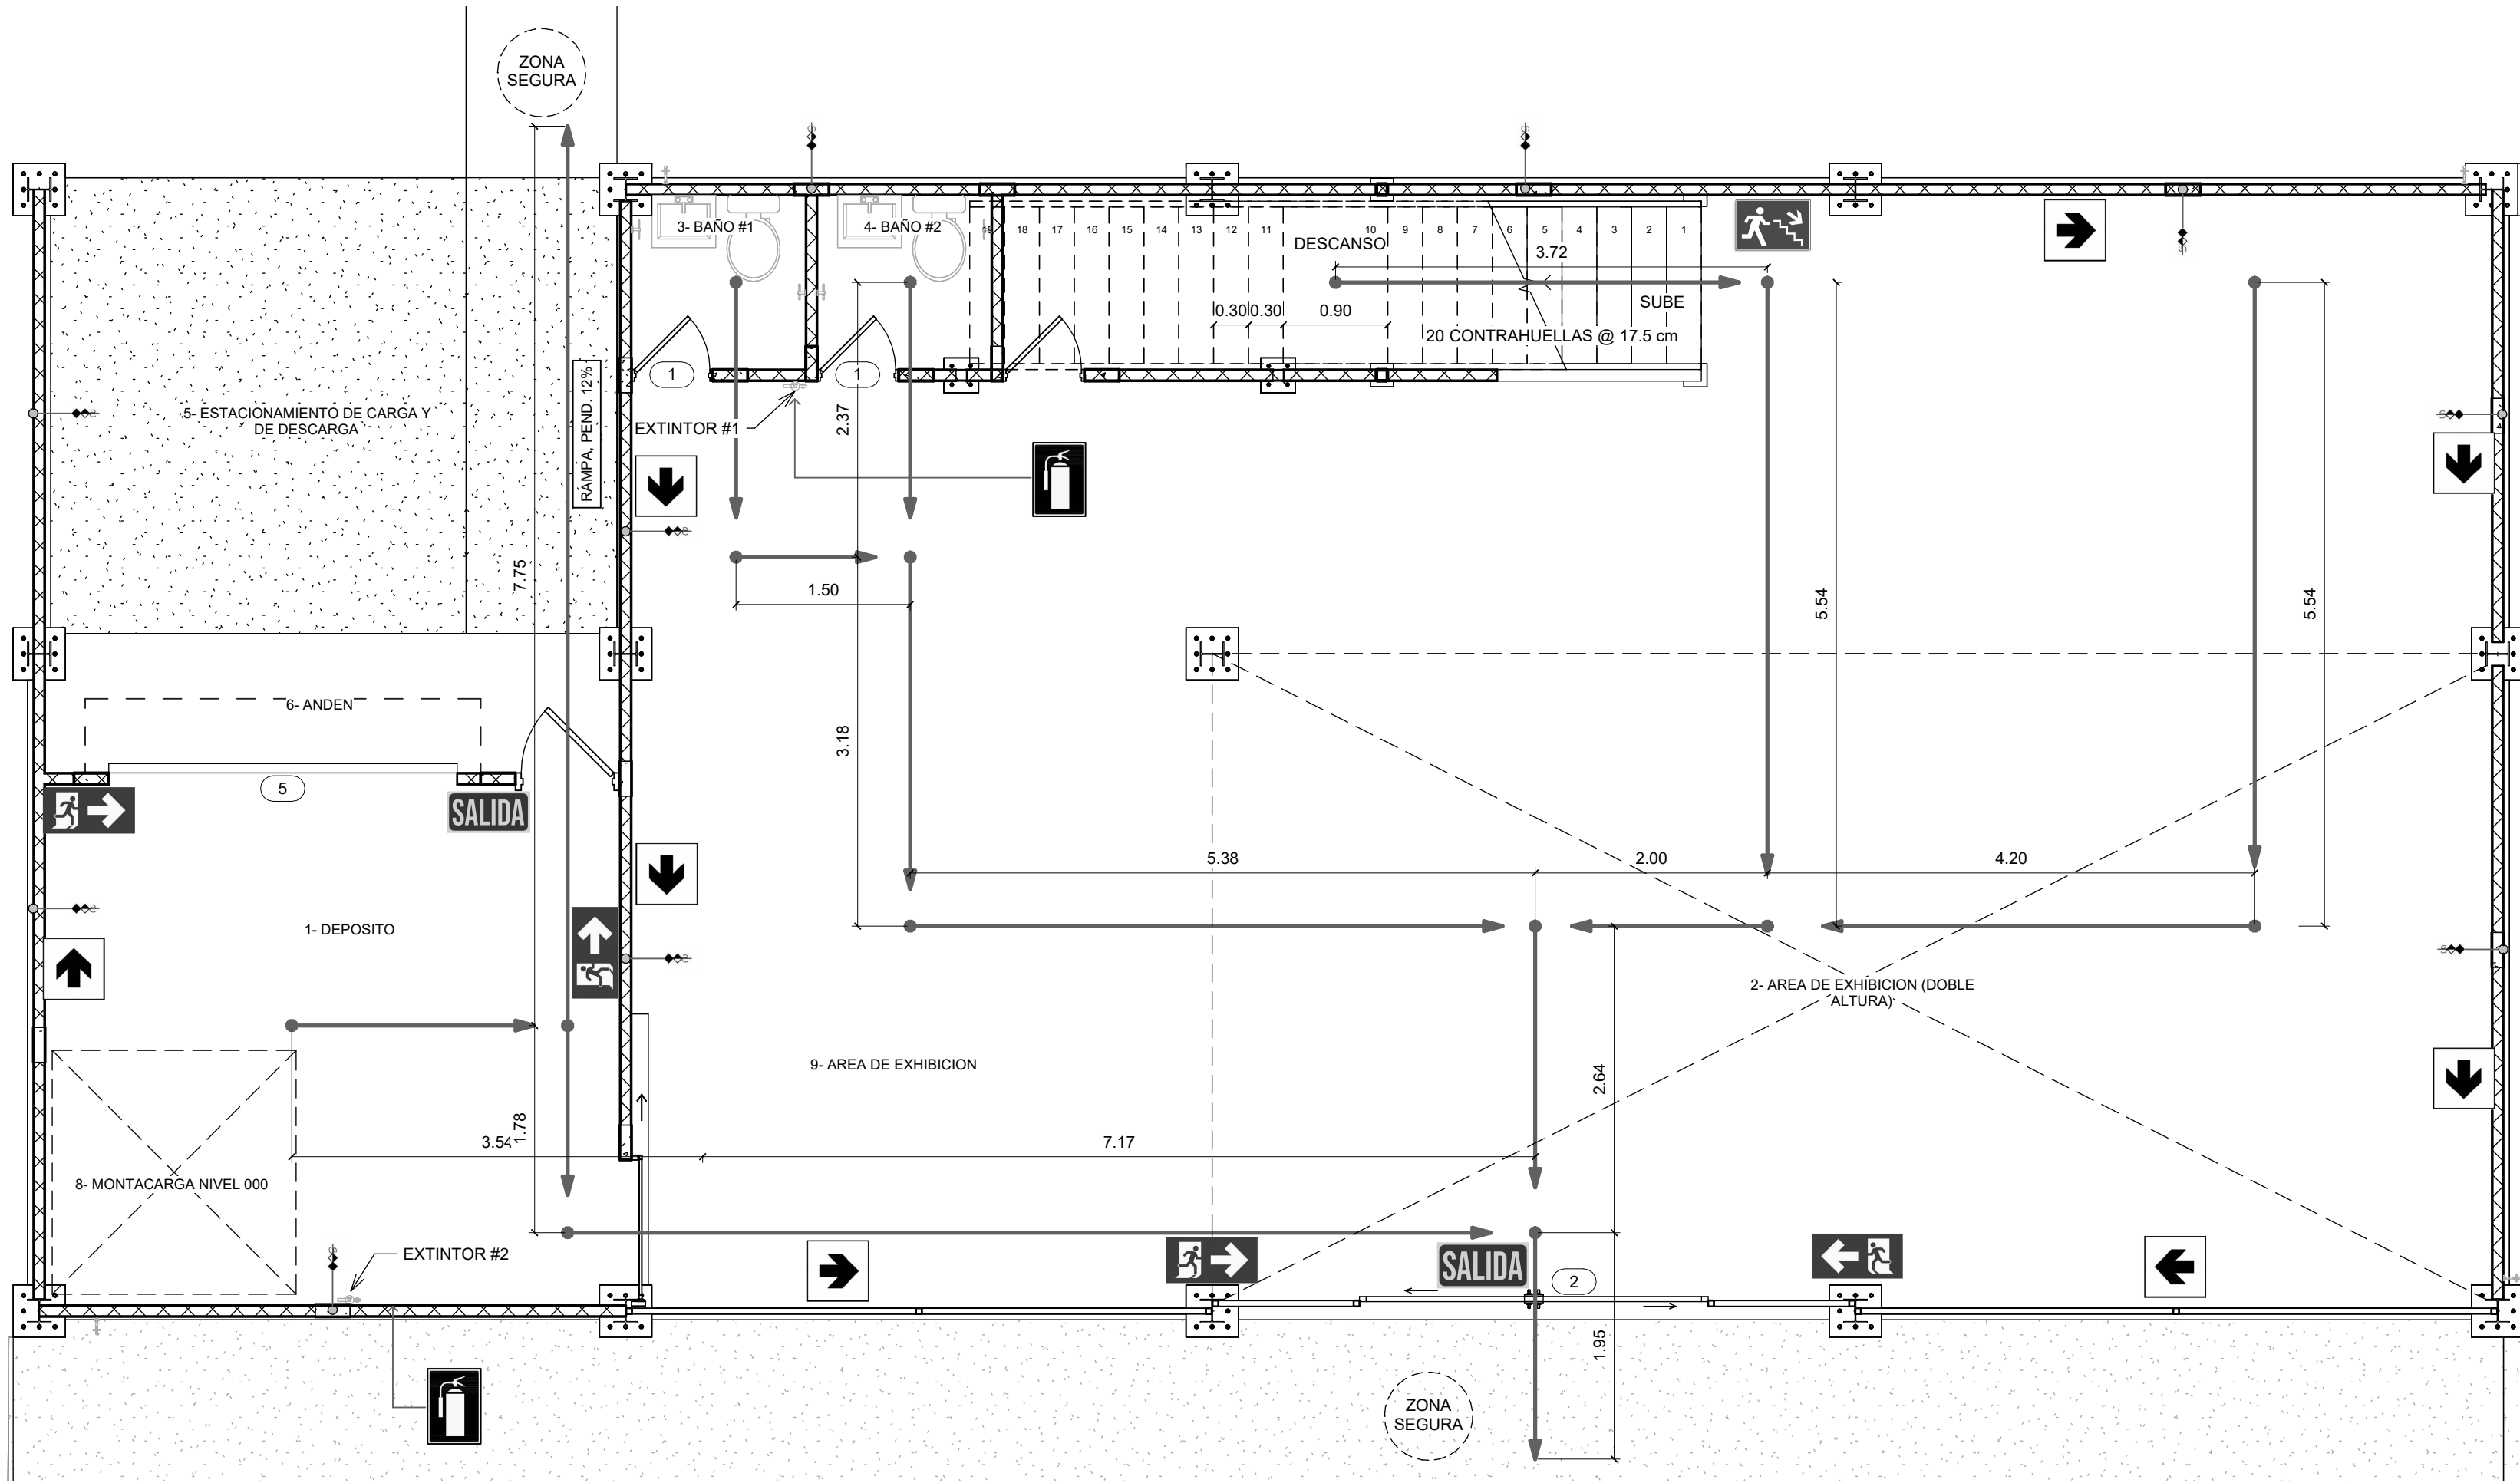 ZONA
SEGURA
3- BAÑO #1
4- BAÑO #2
19
18
17
16
15
14
13
12
11
10
9
8
7
6
5
4
3
2
1
DESCANSO
3.72
SUBE
0.30
0.30
0.90
20 CONTRAHUELLAS @ 17.5 cm
1
1
RAMPA, PEND. 12%
5- ESTACIONAMIENTO DE CARGA Y
DE DESCARGA
EXTINTOR #1
2.37
7.75
1.50
5.54
5.54
6- ANDEN
3.18
5
SALIDA
5.38
2.00
4.20
1- DEPOSITO
2- AREA DE EXHIBICION (DOBLE
ALTURA)
9- AREA DE EXHIBICION
2.64
1.78
3.54
7.17
8- MONTACARGA NIVEL 000
EXTINTOR #2
SALIDA
2
1.95
ZONA
SEGURA